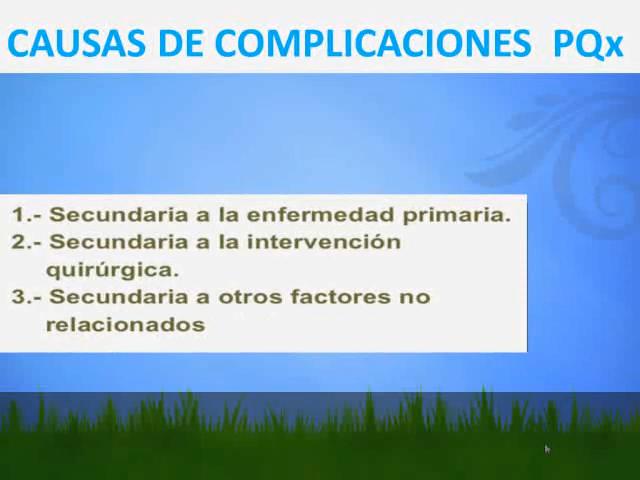 CAUSAS DE COMPLICACIONES PQx
1.- Secundaria a la enfermedad primaria.
2.- Secundaria a la intervención
quirúrgica.
3.- Secundaria a otros factores no
relacionados